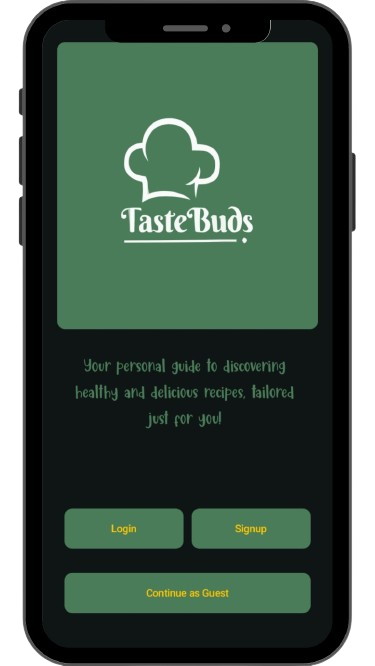 TasteBuds
Your personal guide to discovering
healthy and delicious recipes, tailored
just for you!
Login
Signup
Continue as Guest